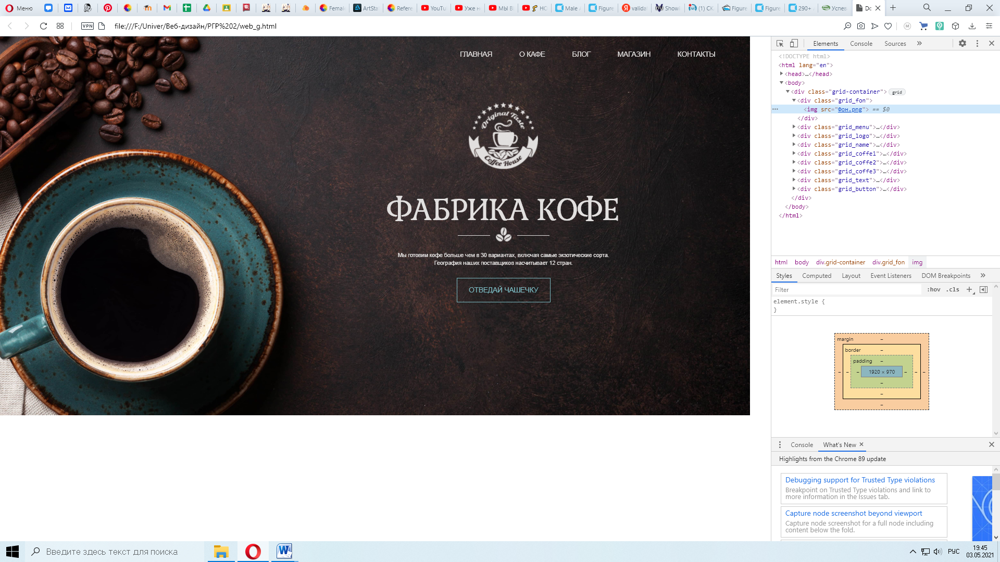 Меню
Femal
ArtSta
Refere
YouTu
Уже н
МЫ В
НС
Male A
Figure
valida
Showi
(1) СК
Figure
Figure
290+
Успев
Do
VPN
file:///F:/Univer/Веб-дизайн/РГР%202/web_g.html
ГЛАВНАЯ
О КАФЕ
БЛОГ
МАГАЗИН
КОНТАКТЫ
Original Taste
Coffee House
ФАБРИКА КОФЕ
Мы готовим кофе больше чем в 30 вариантах, включая самые экзотические сорта.
География наших поставщиков насчитывает 12 стран.
ОТВЕДАЙ ЧАШЕЧКУ
Elements Console Sources »
<!DOCTYPE html>
<html lang="en">
<head>…</head>
<body>
<div class="grid-container"> grid
<div class="grid_fon">
<img src="Фон.png"> == $0
</div>
<div class="grid_menu">…</div>
<div class="grid_logo">…</div>
<div class="grid_name">…</div>
<div class="grid_coffe1">…</div>
<div class="grid_coffe2">…</div>
<div class="grid_coffe3">…</div>
<div class="grid_text">…</div>
<div class="grid_button">…</div>
</div>
</body>
</html>
html body div.grid-container div.grid_fon img
Styles Computed Layout Event Listeners DOM Breakpoints »
Filter :hov .cls
element.style {
}
margin
border
padding
1920 × 970
Console What's New
Highlights from the Chrome 89 update
Debugging support for Trusted Type violations
Breakpoint on Trusted Type violations and link to
more information in the Issues tab.
Capture node screenshot beyond viewport
Capture node screenshot for a full node including
content below the fold.
Введите здесь текст для поиска
РУС
19:45
03.05.2021